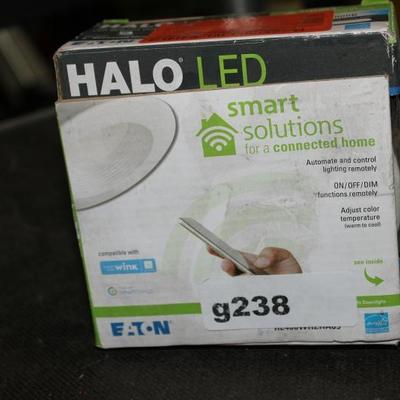 HALO LED
smart
solutions
for a connected home
Automate and control
lighting remotely
ON/OFF/DIM
functions remotely
Adjust color
temperature
(warm to cool)
compatible with
wink
see inside
g238
EATON